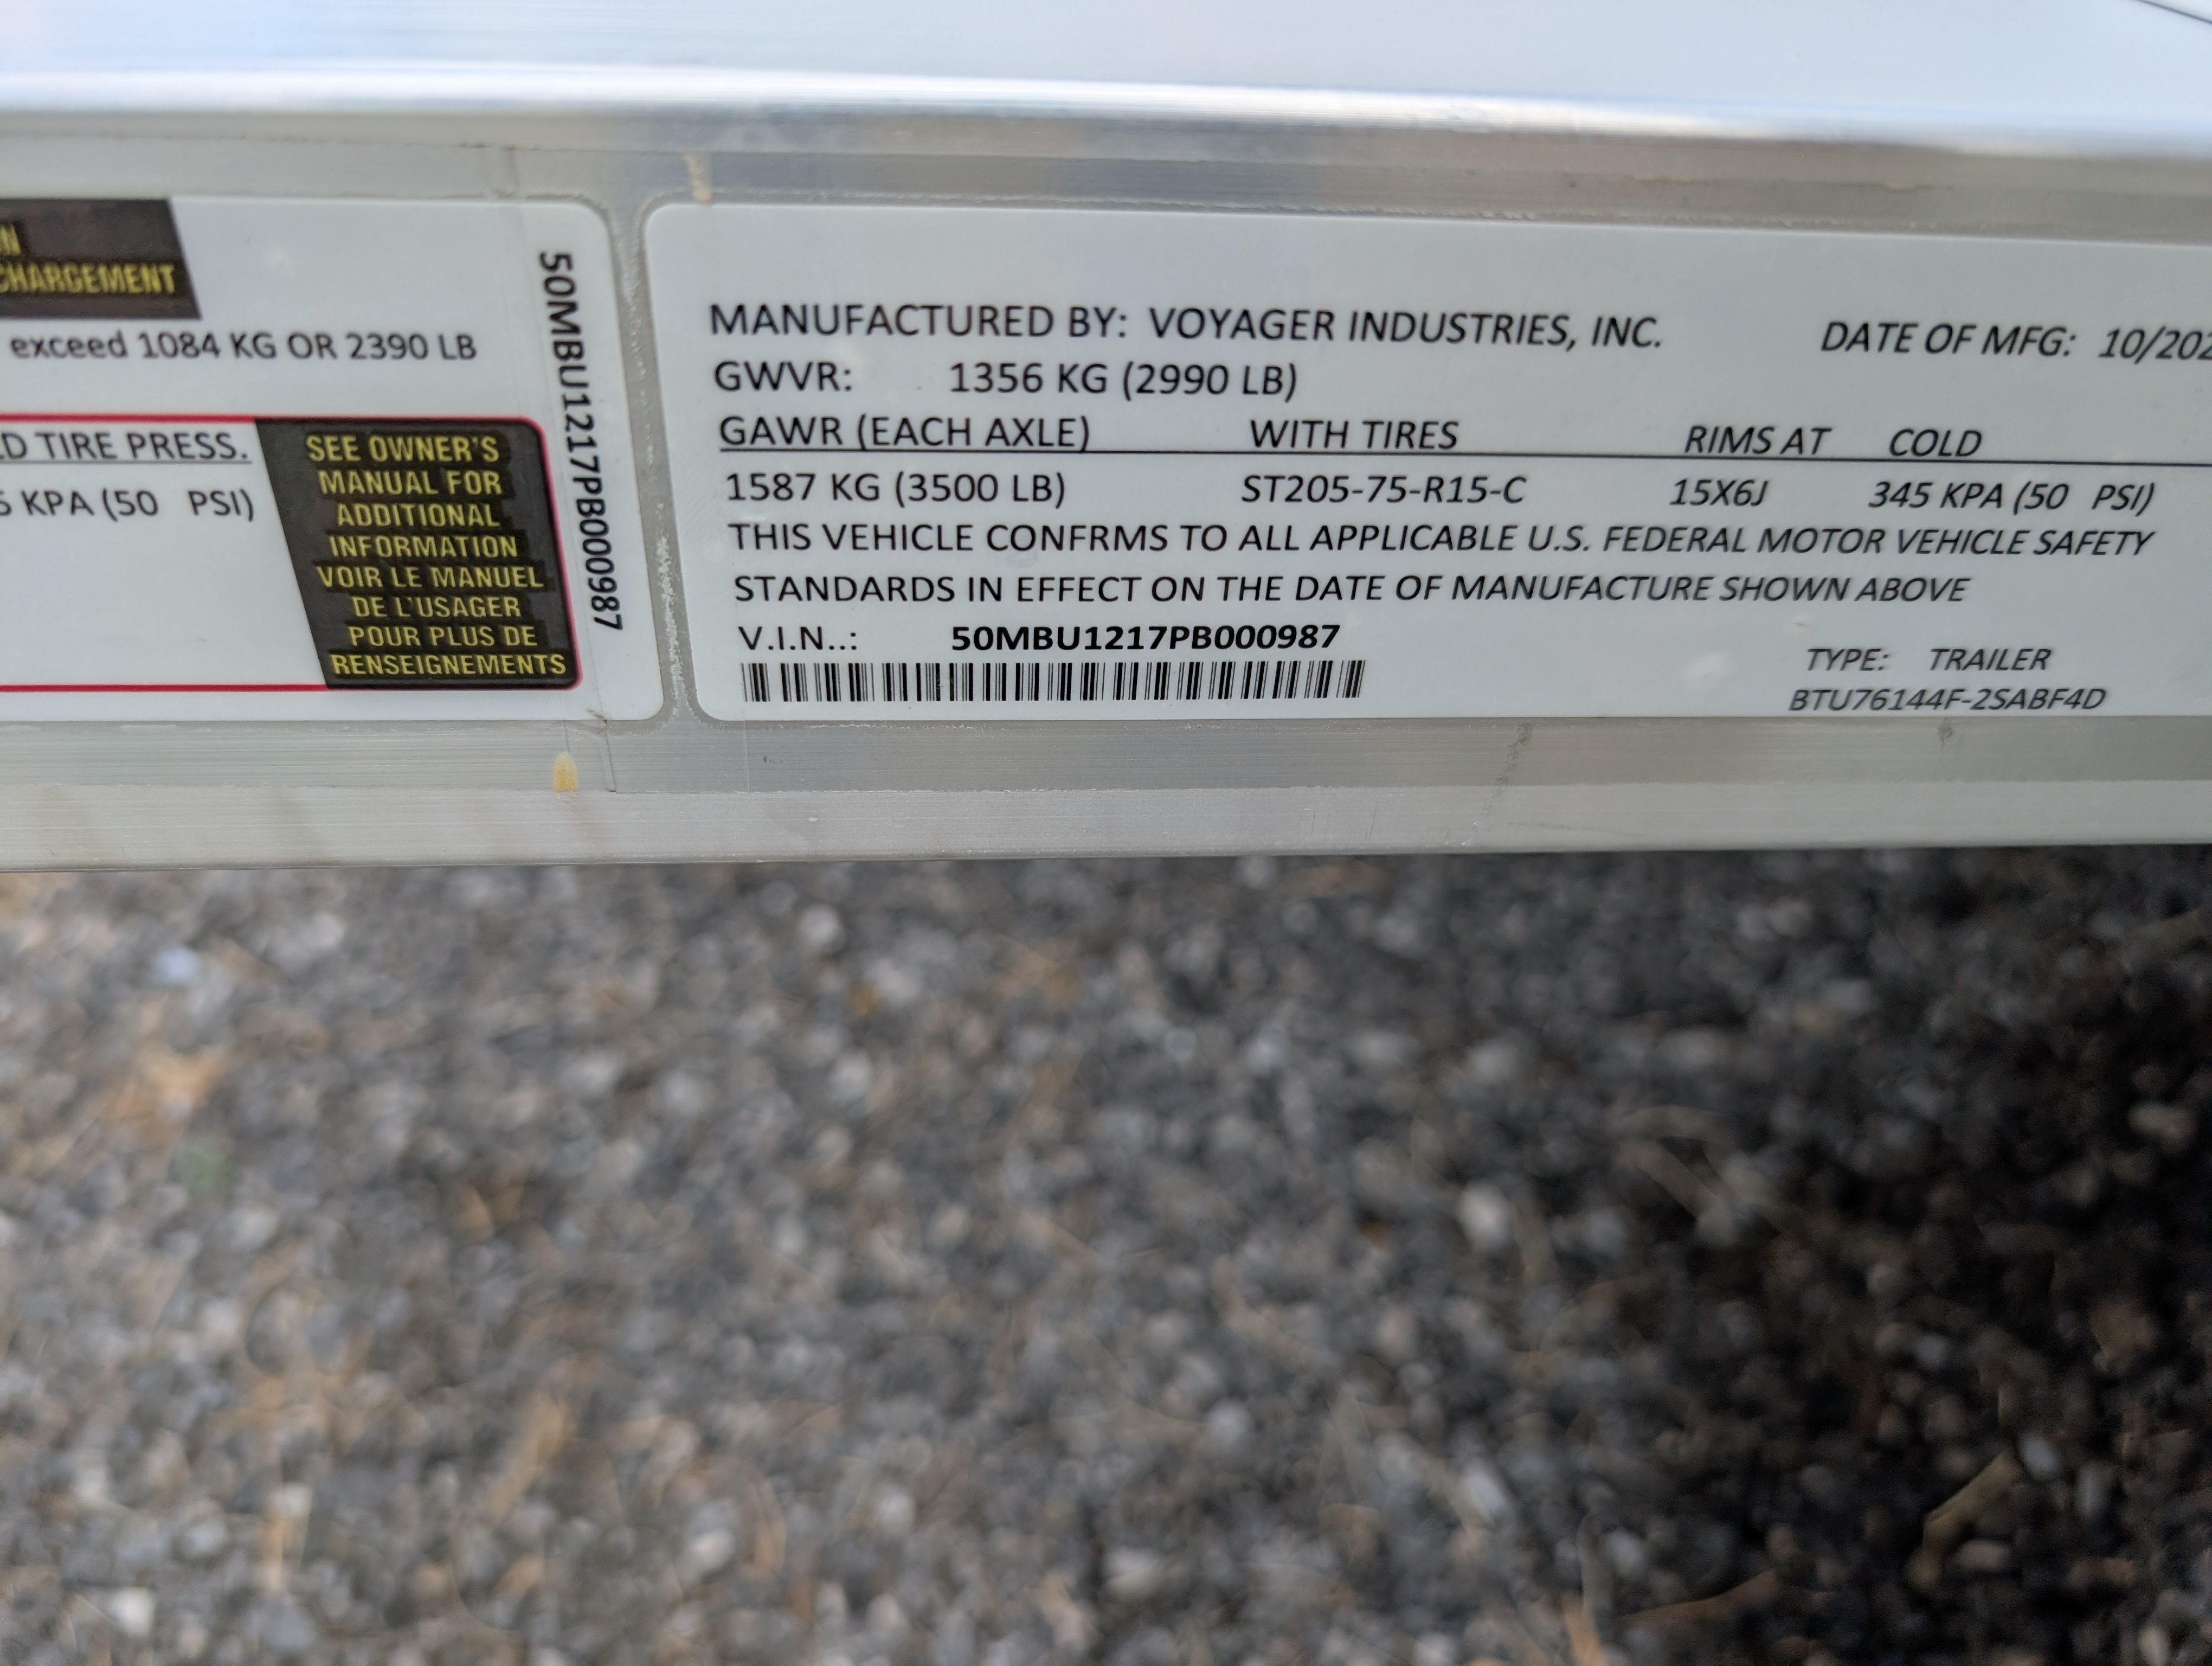 CHARGEMENT
exceed 1084 KG OR 2390 LB
TIRE PRESS.
KPA (50 PSI)
SEE OWNER'S
MANUAL FOR
ADDITIONAL
INFORMATION
VOIR LE MANUEL
DE L'USAGER
POUR PLUS DE
RENSEIGNEMENTS
50MBU1217PB000987
MANUFACTURED BY: VOYAGER INDUSTRIES, INC. DATE OF MFG: 10/202
GWVR: 1356 KG (2990 LB)
GAWR (EACH AXLE) WITH TIRES RIMS AT COLD
1587 KG (3500 LB) ST205-75-R15-C 15X6J 345 KPA (50 PSI)
THIS VEHICLE CONFRMS TO ALL APPLICABLE U.S. FEDERAL MOTOR VEHICLE SAFETY
STANDARDS IN EFFECT ON THE DATE OF MANUFACTURE SHOWN ABOVE
V.I.N..: 50MBU1217PB000987
TYPE: TRAILER
BTU76144F-2SABF4D